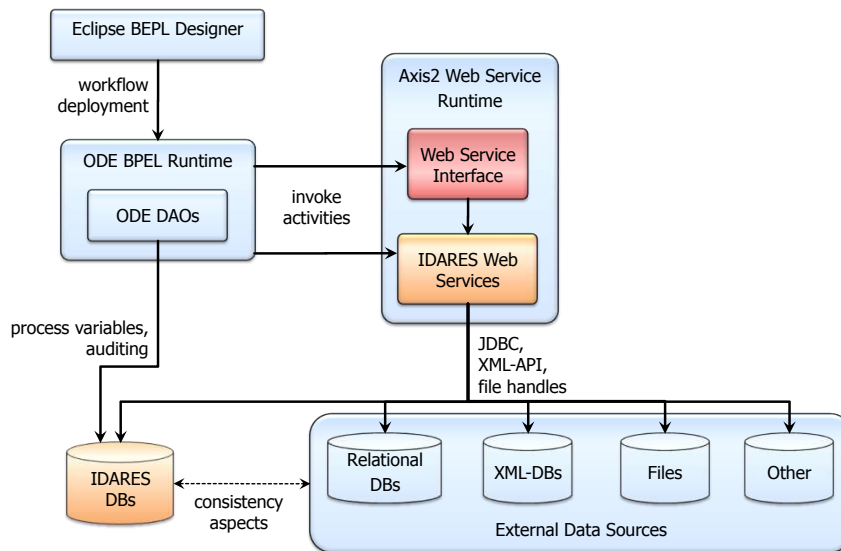 Eclipse BEPL Designer
workflow
deployment
Axis2 Web Service
Runtime
ODE BPEL Runtime
ODE DAOs
invoke
activities
Web Service
Interface
IDARES Web
Services
process variables,
auditing
JDBC,
XML-API,
file handles
IDARES
DBs
consistency
aspects
Relational
DBs
XML-DBs
Files
Other
External Data Sources